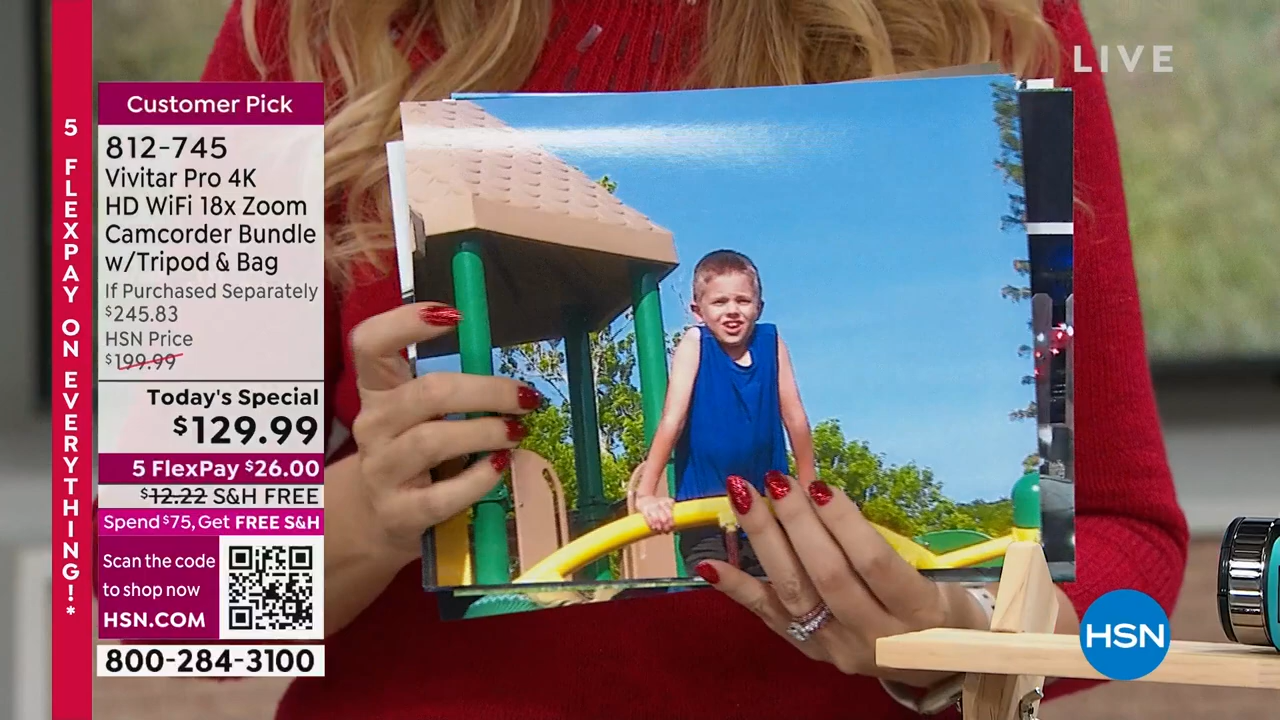 5 FLEXPAY ON EVERYTHING!*
Customer Pick
812-745
Vivitar Pro 4K
HD WiFi 18x Zoom
Camcorder Bundle
w/Tripod & Bag
If Purchased Separately
$245.83
HSN Price
$199.99
Today's Special
$129.99
5 FlexPay $26.00
$12.22 S&H FREE
Spend $75, Get FREE S&H
Scan the code
to shop now
HSN.COM
800-284-3100
LIVE
HSN